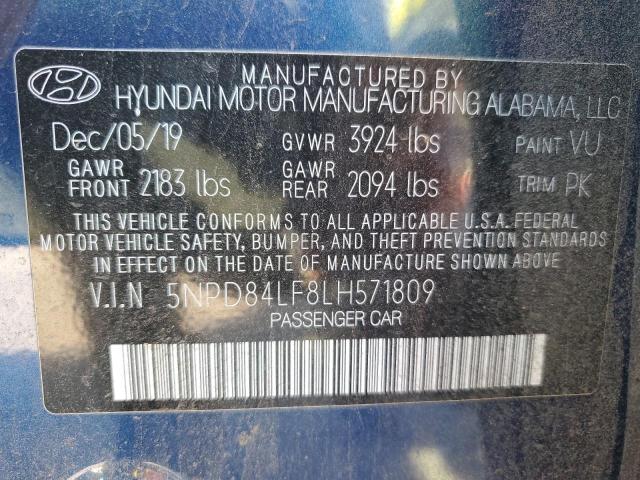 MANUFACTURED BY
HYUNDAI MOTOR MANUFACTURING ALABAMA, LLC
Dec/05/19 GVWR 3924 lbs PAINT VU
GAWR FRONT 2183 lbs GAWR REAR 2094 lbs TRIM PK
THIS VEHICLE CONFORMS TO ALL APPLICABLE U.S.A. FEDERAL
MOTOR VEHICLE SAFETY, BUMPER, AND THEFT PREVENTION STANDARDS
IN EFFECT ON THE DATE OF MANUFACTURE SHOWN ABOVE.
V.I.N 5NPD84LF8LH571809
PASSENGER CAR